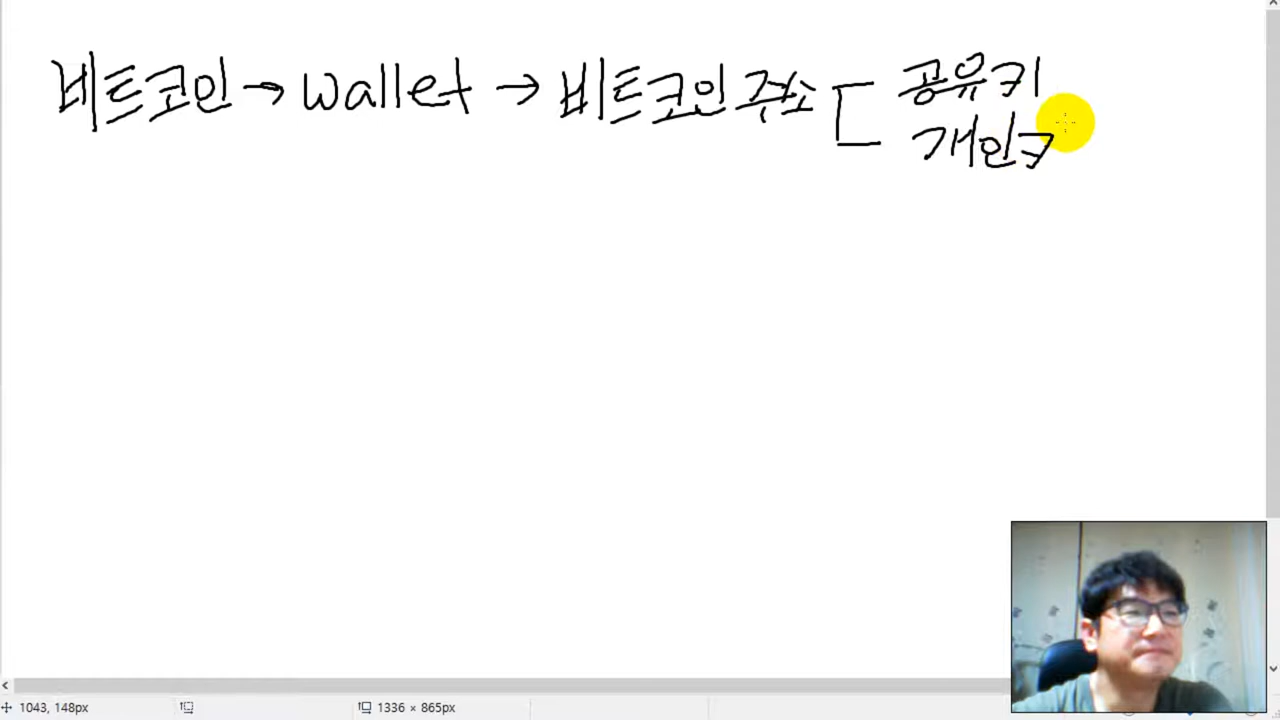 비트코인 → wallet → 비트코인 주소 [ 공유키
개인ㅋ
1043, 148px
1336 × 865px